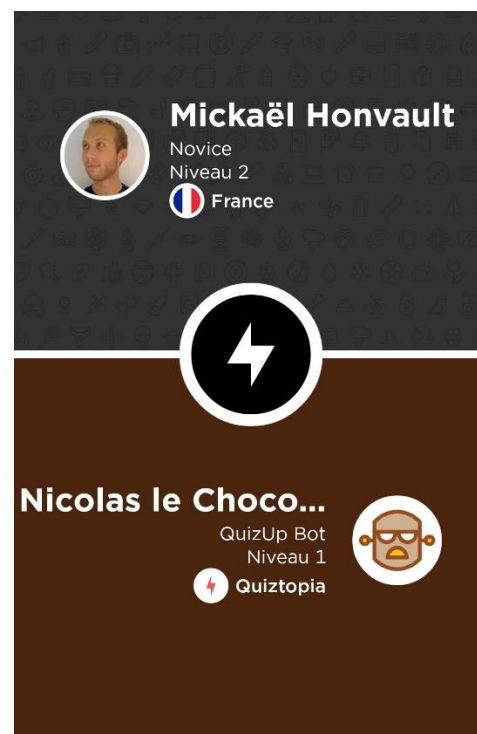 Mickaël Honvault
Novice
Niveau 2
France
Nicolas le Choco...
QuizUp Bot
Niveau 1
Quiztopia